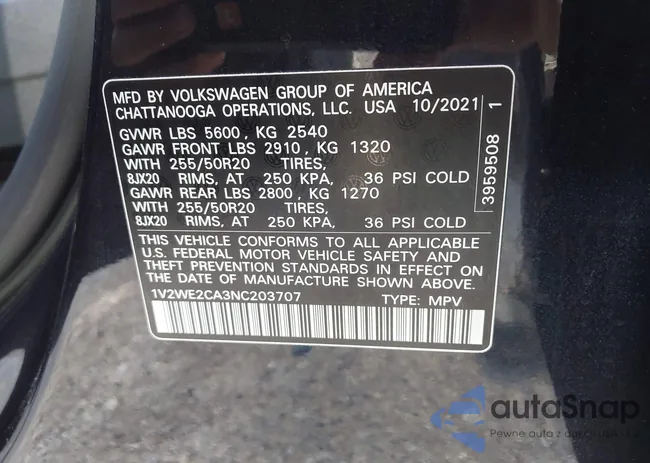 MFD BY VOLKSWAGEN GROUP OF AMERICA
CHATTANOOGA OPERATIONS, LLC. USA 10/2021
GVWR LBS 5600 , KG 2540
GAWR FRONT LBS 2910 , KG 1320
WITH 255/50R20 TIRES,
8JX20 RIMS, AT 250 KPA, 36 PSI COLD
GAWR REAR LBS 2800 , KG 1270
WITH 255/50R20 TIRES,
8JX20 RIMS, AT 250 KPA, 36 PSI COLD
THIS VEHICLE CONFORMS TO ALL APPLICABLE
U.S. FEDERAL MOTOR VEHICLE SAFETY AND
THEFT PREVENTION STANDARDS IN EFFECT ON
THE DATE OF MANUFACTURE SHOWN ABOVE.
1V2WE2CA3NC203707 TYPE: MPV
3959508 1
autoSnap
Pewne auto z